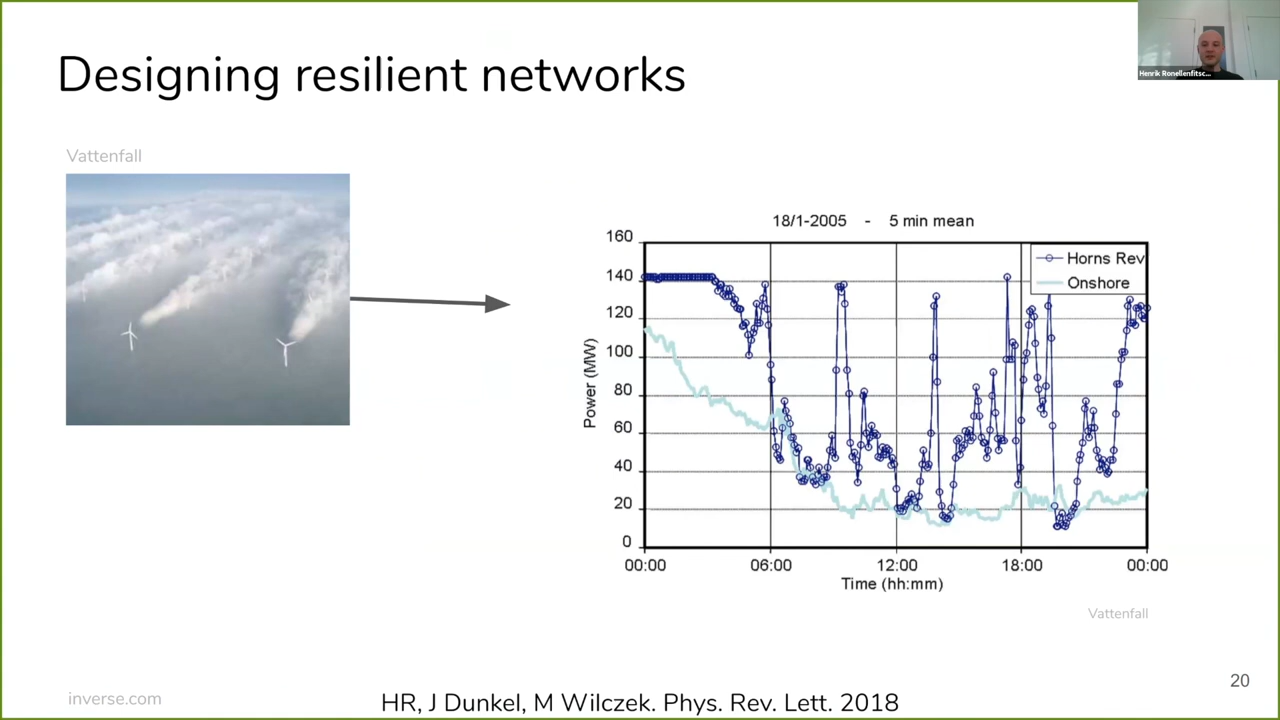 Henrik Ronellenfitsc...
Designing resilient networks
Vattenfall
18/1-2005 - 5 min mean
Horns Rev
Onshore
Power (MW)
160
140
120
100
80
60
40
20
0
00:00 06:00 12:00 18:00 00:00
Time (hh:mm)
Vattenfall
20
inverse.com
HR, J Dunkel, M Wilczek. Phys. Rev. Lett. 2018